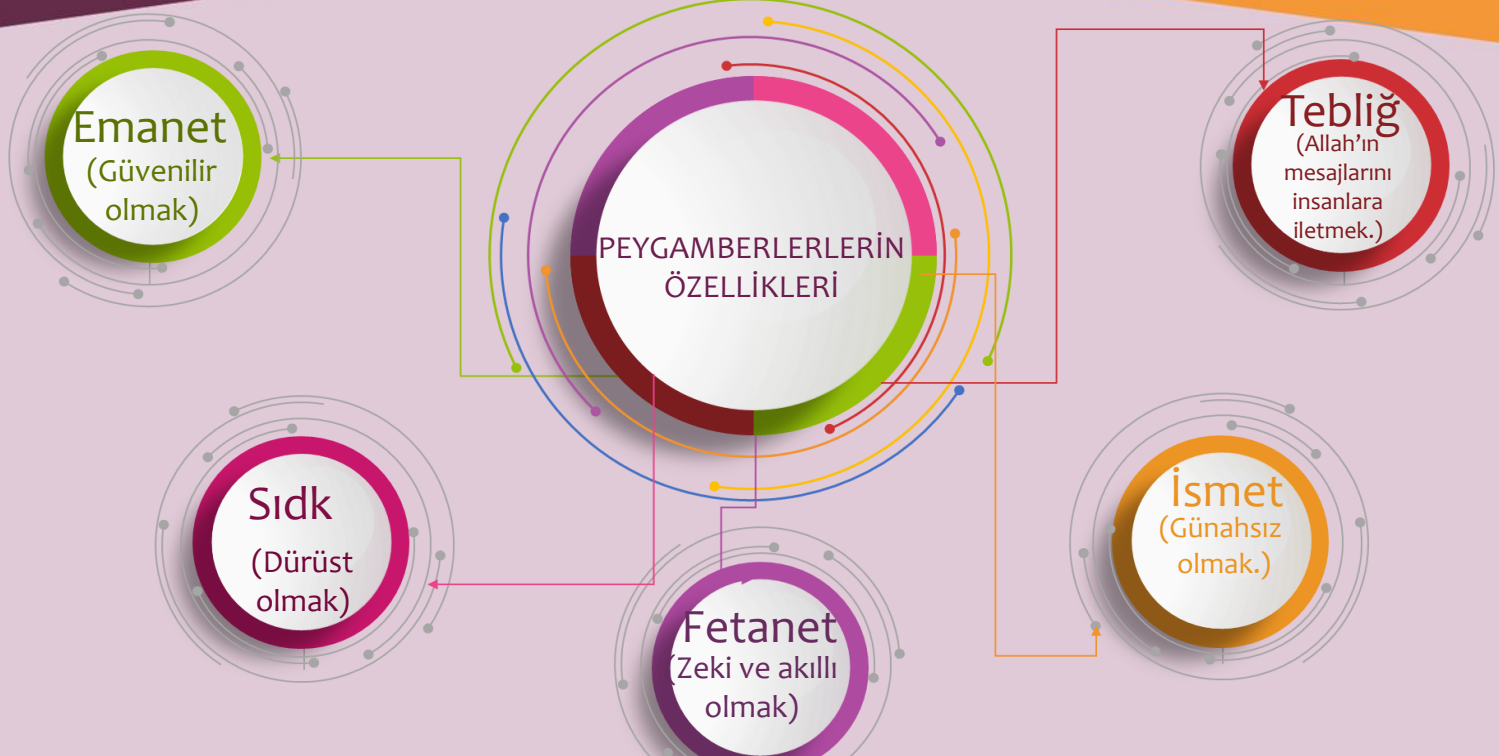 Emanet
(Güvenilir
olmak)
PEYGAMBERLERLERİN
ÖZELLİKLERİ
Tebliğ
(Allah’ın
mesajlarını
insanlara
iletmek.)
Sıdk
(Dürüst
olmak)
Fetanet
(Zeki ve akıllı
olmak)
İsmet
(Günahsız
olmak.)